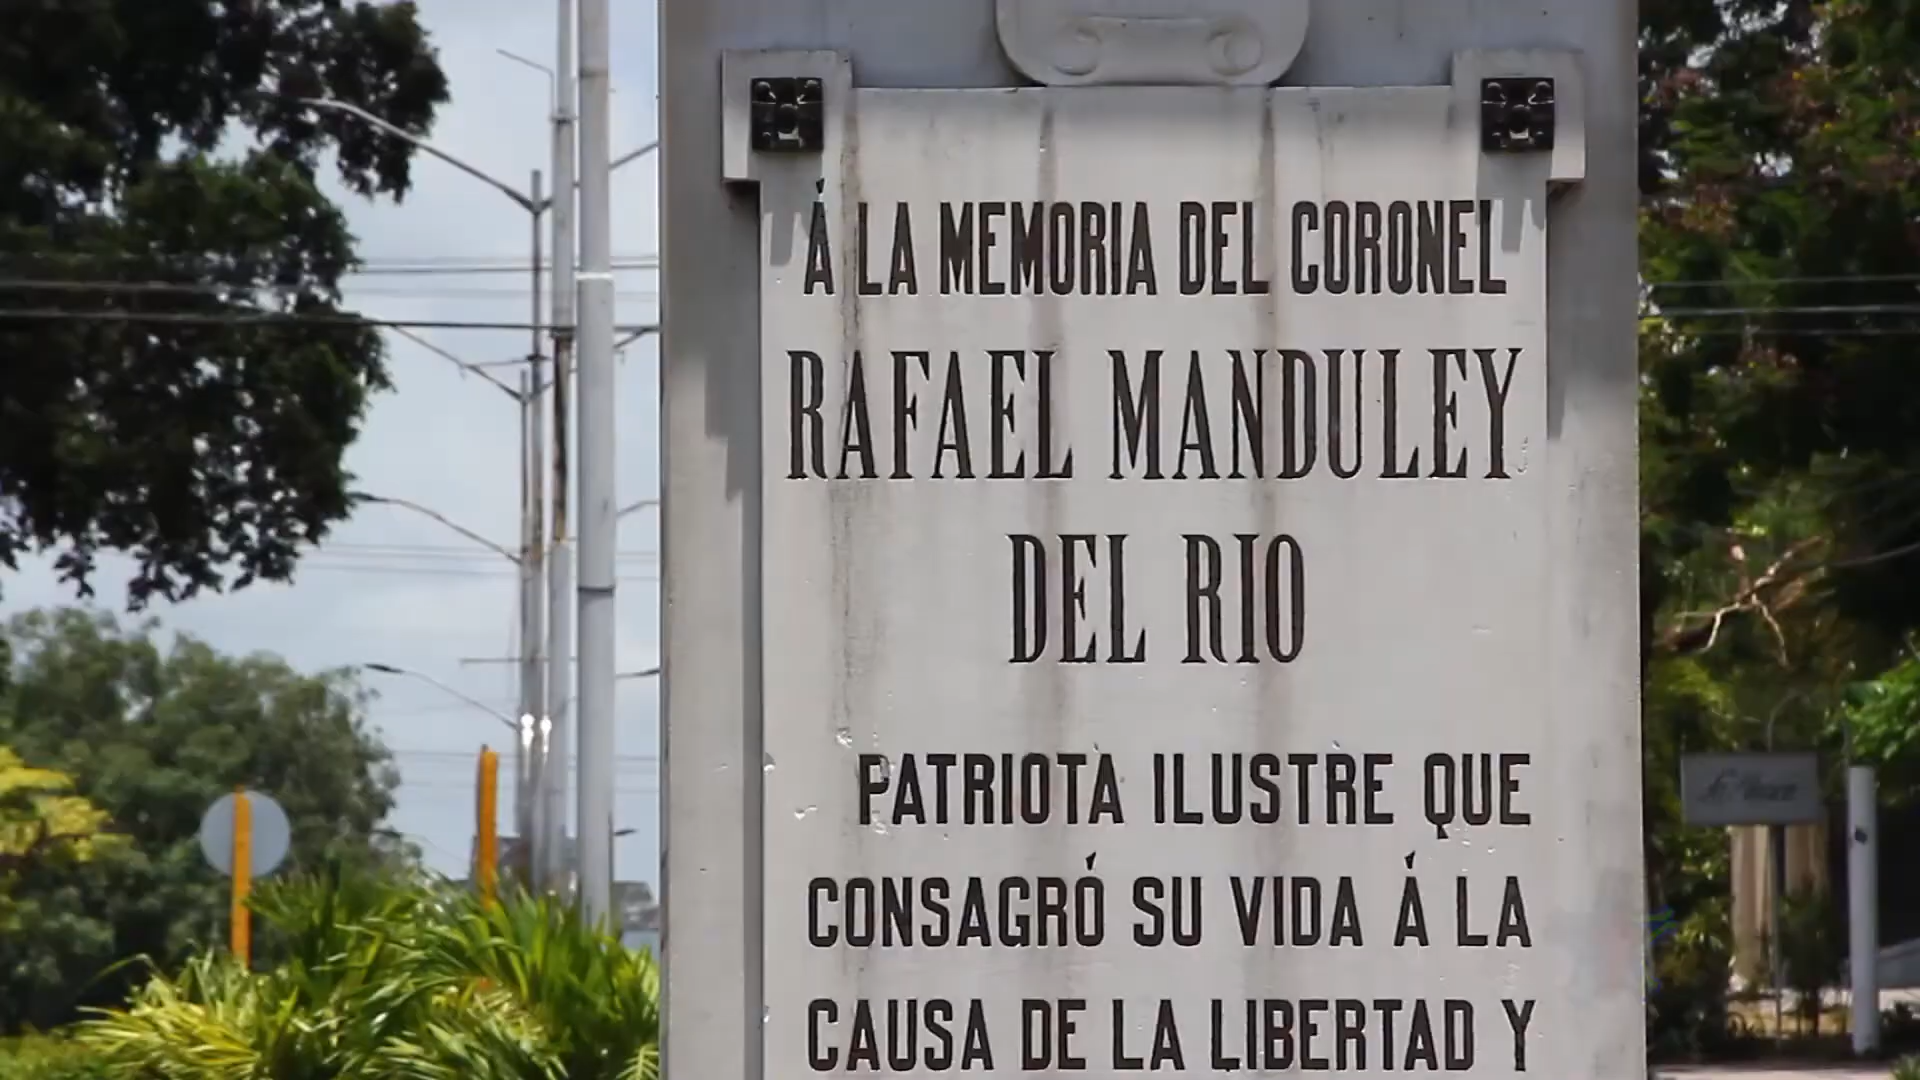 Á LA MEMORIA DEL CORONEL
RAFAEL MANDULEY
DEL RIO
PATRIOTA ILUSTRE QUE
CONSAGRÓ SU VIDA Á LA
CAUSA DE LA LIBERTAD Y